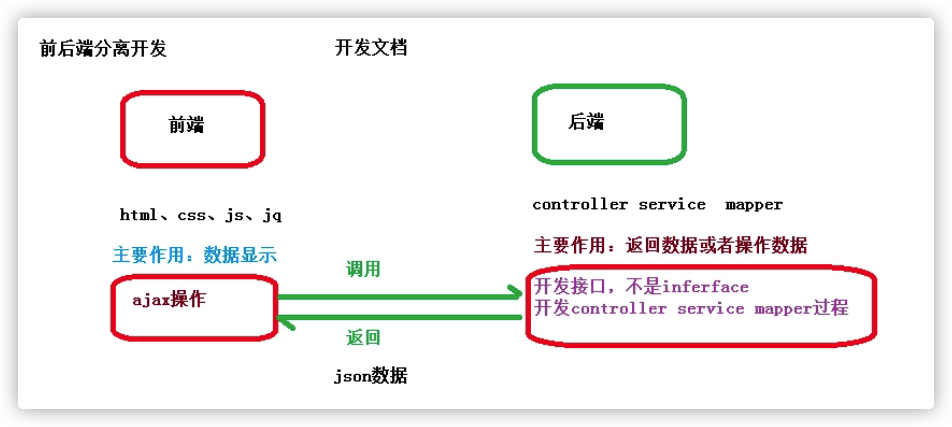 前后端分离开发
开发文档
前端
后端
html、css、js、jq
controller service mapper
主要作用：数据显示
主要作用：返回数据或者操作数据
ajax操作
调用
开发接口，不是inferface
开发controller service mapper过程
返回
json数据